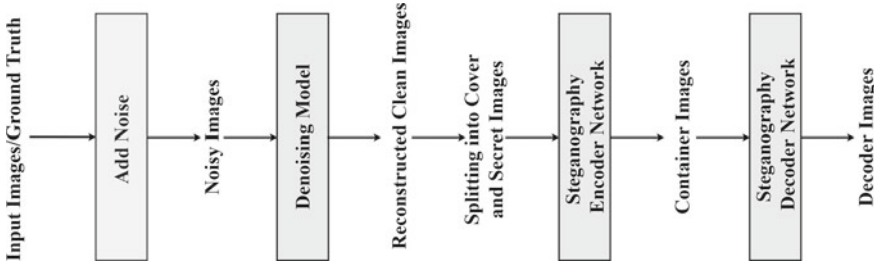 Input Images/Ground Truth
Add Noise
Noisy Images
Denoising Model
Reconstructed Clean Images
Splitting into Cover
and Secret Images
Steganography
Encoder Network
Container Images
Steganography
Decoder Network
Decoder Images